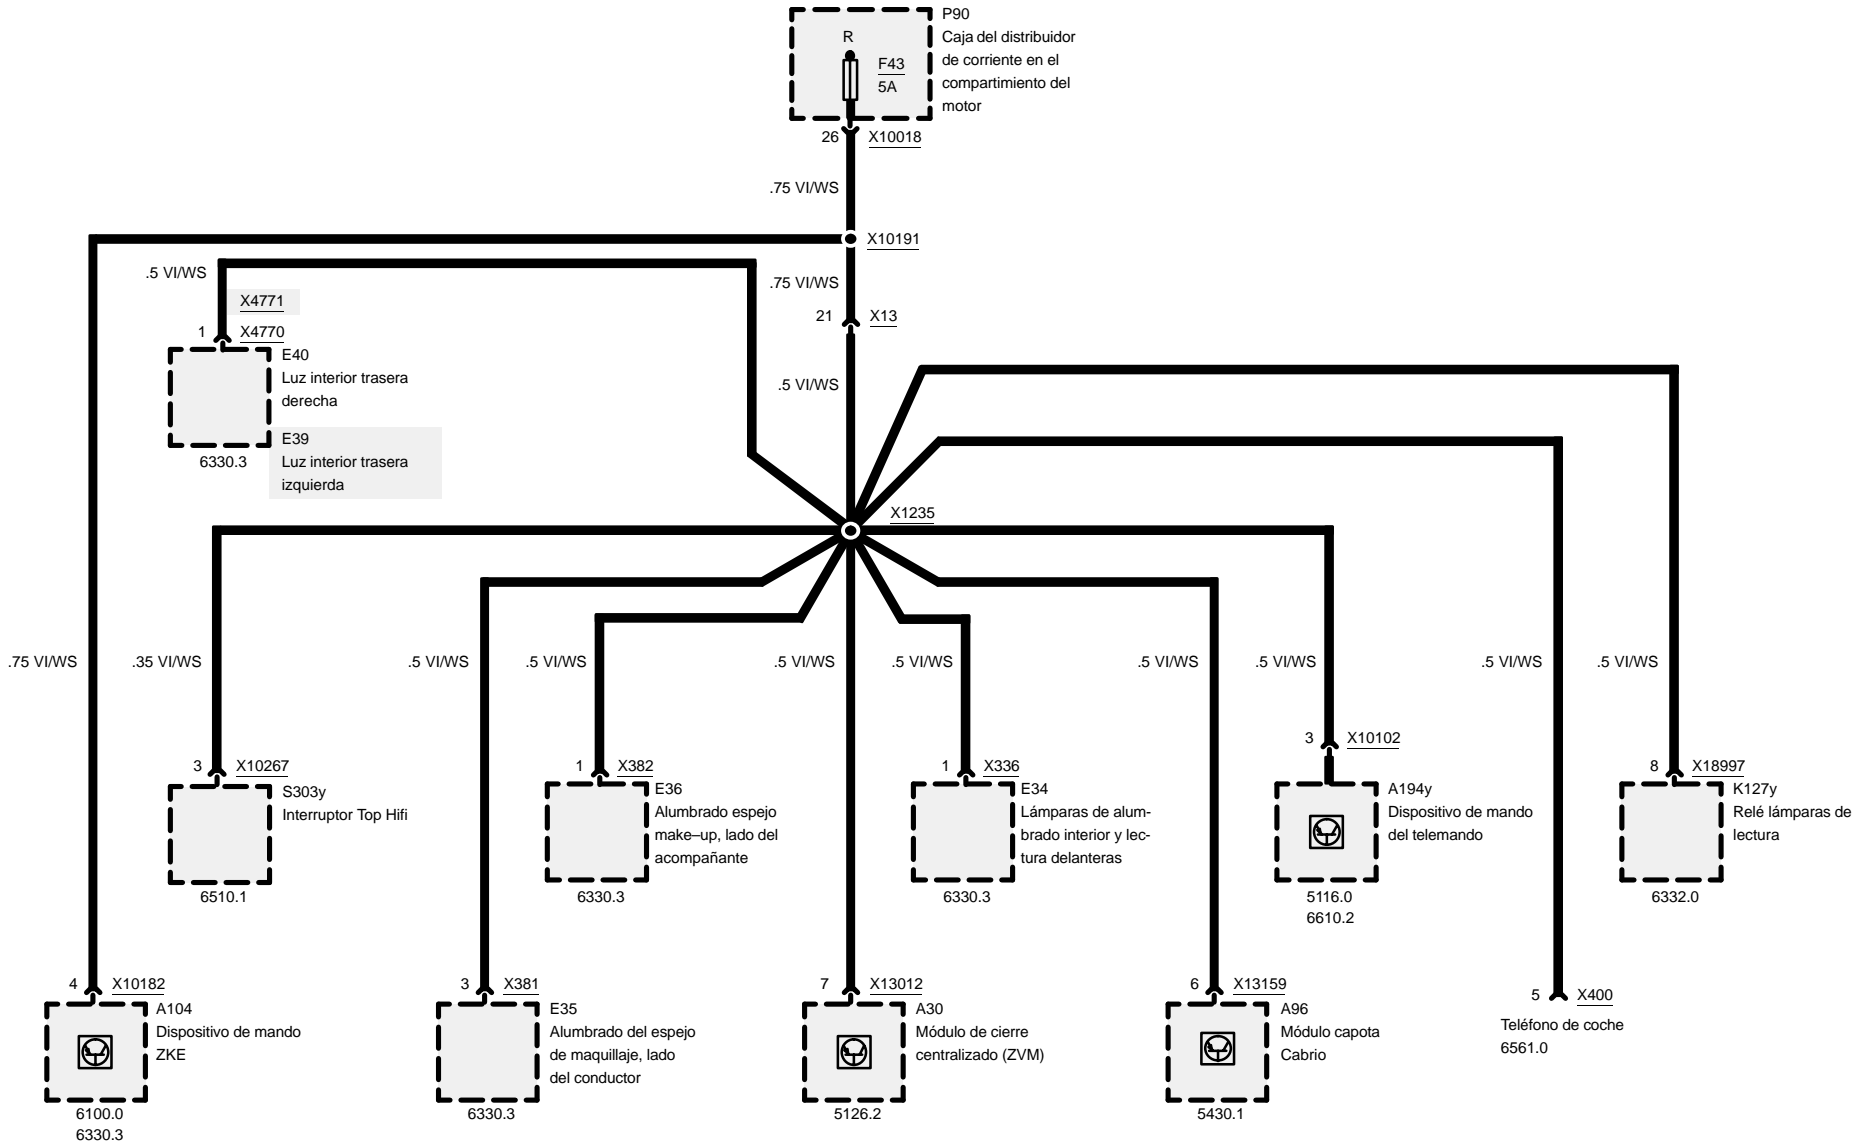 P90
Caja del distribuidor
de corriente en el
compartimiento del
motor
R
F43
5A
26 X10018
.75 VI/WS
X10191
.5 VI/WS
.75 VI/WS
X4771
1 X4770
21 X13
E40
Luz interior trasera
derecha
E39
Luz interior trasera
izquierda
6330.3
.5 VI/WS
X1235
.75 VI/WS
.35 VI/WS
.5 VI/WS
.5 VI/WS
.5 VI/WS
.5 VI/WS
.5 VI/WS
.5 VI/WS
.5 VI/WS
.5 VI/WS
3 X10267
S303y
Interruptor Top Hifi
6510.1
1 X382
E36
Alumbrado espejo
make–up, lado del
acompañante
6330.3
1 X336
E34
Lámparas de alum-
brado interior y lec-
tura delanteras
6330.3
3 X10102
A194y
Dispositivo de mando
del telemando
5116.0
6610.2
8 X18997
K127y
Relé lámparas de
lectura
6332.0
4 X10182
A104
Dispositivo de mando
ZKE
6100.0
6330.3
3 X381
E35
Alumbrado del espejo
de maquillaje, lado
del conductor
6330.3
7 X13012
A30
Módulo de cierre
centralizado (ZVM)
5126.2
6 X13159
A96
Módulo capota
Cabrio
5430.1
5 X400
Teléfono de coche
6561.0